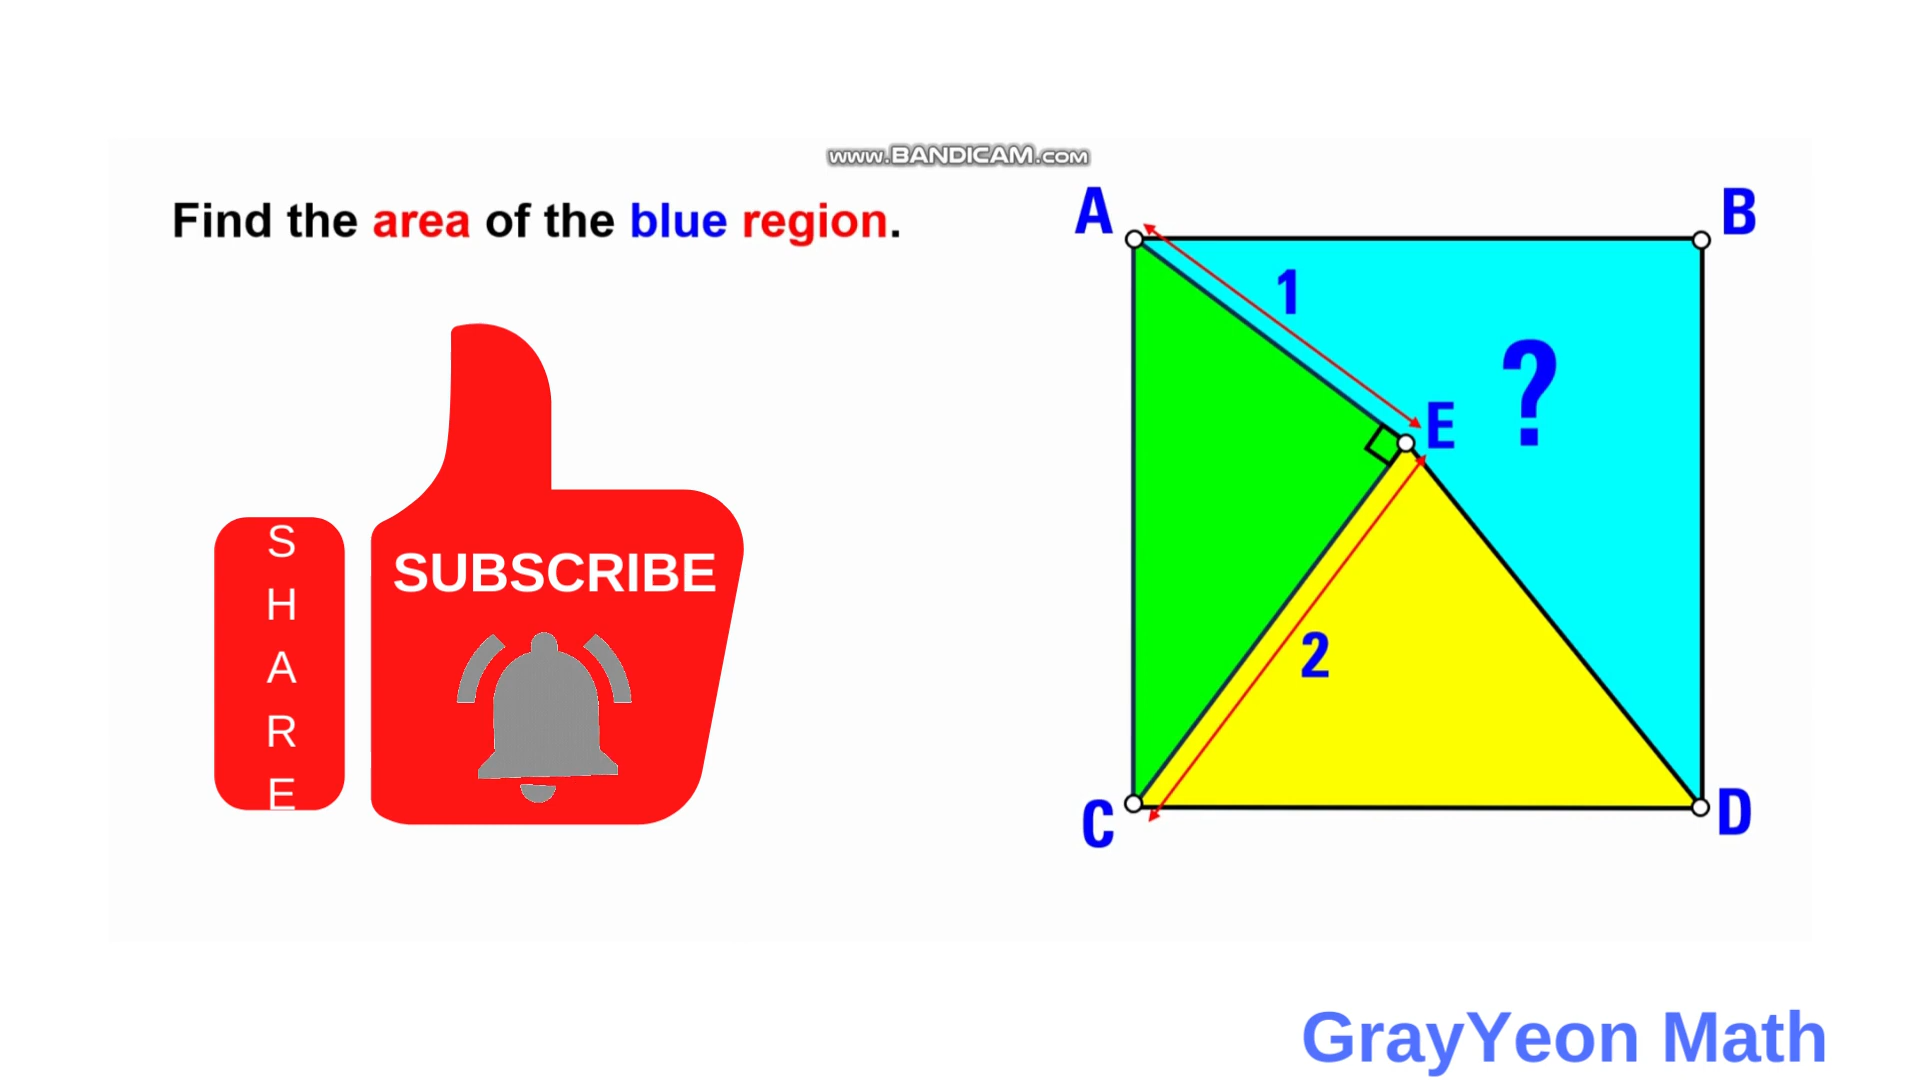 www.BANDICAM.com
Find the area of the blue region.
A
B
1
?
E
2
C
D
S
H
A
R
E
SUBSCRIBE
GrayYeon Math